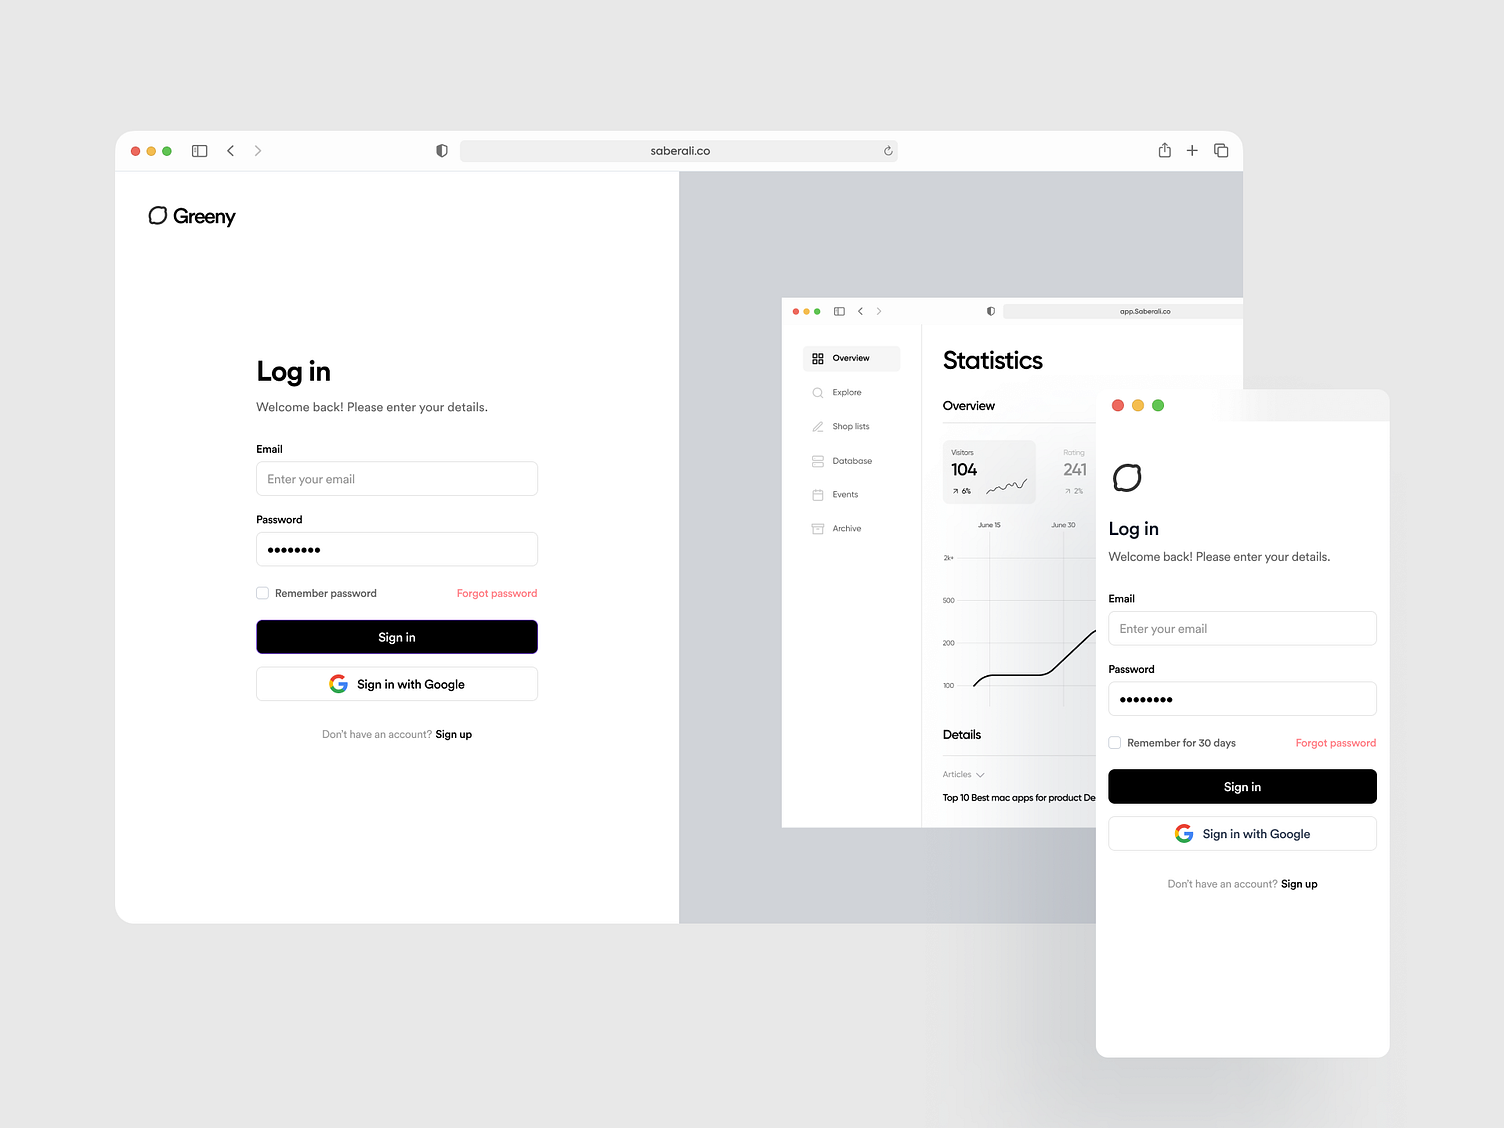 saberali.co
Greeny
Log in
Welcome back! Please enter your details.
Email
Enter your email
Password
Remember password
Forgot password
Sign in
Sign in with Google
Don't have an account? Sign up
app.Saberali.co
Overview
Explore
Shop lists
Database
Events
Archive
Statistics
Overview
Visitors
104
6%
Rating
241
2%
June 15
June 30
2k+
500
200
100
Details
Articles
Top 10 Best mac apps for product De
Log in
Welcome back! Please enter your details.
Email
Enter your email
Password
Remember for 30 days
Forgot password
Sign in
Sign in with Google
Don't have an account? Sign up